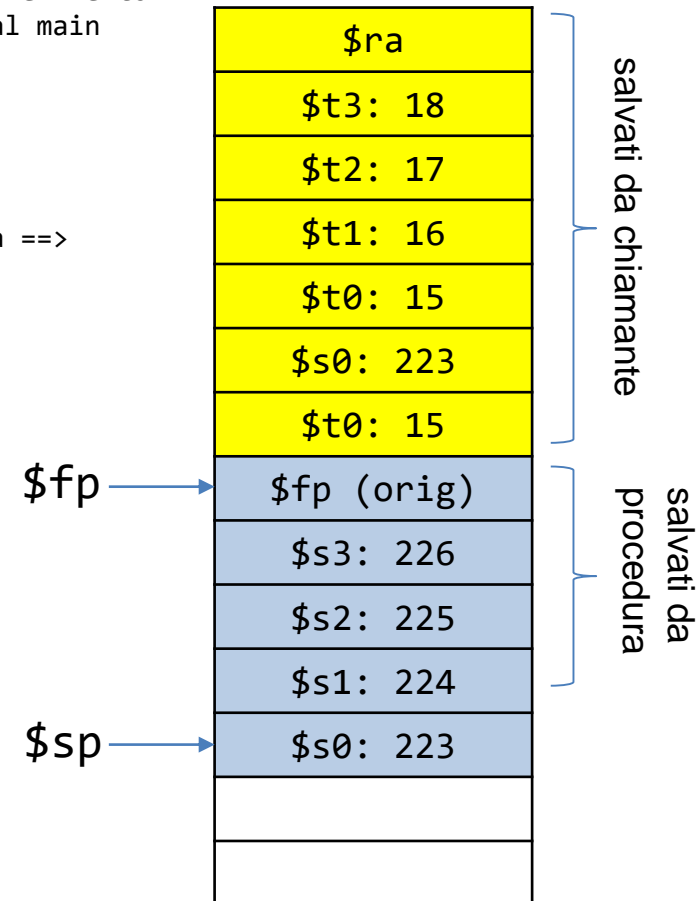 al main
==>
$ra
$t3: 18
$t2: 17
$t1: 16
$t0: 15
$s0: 223
$t0: 15
$fp
$fp (orig)
$s3: 226
$s2: 225
$s1: 224
$sp
$s0: 223
salvati da chiamante
salvati da
procedura